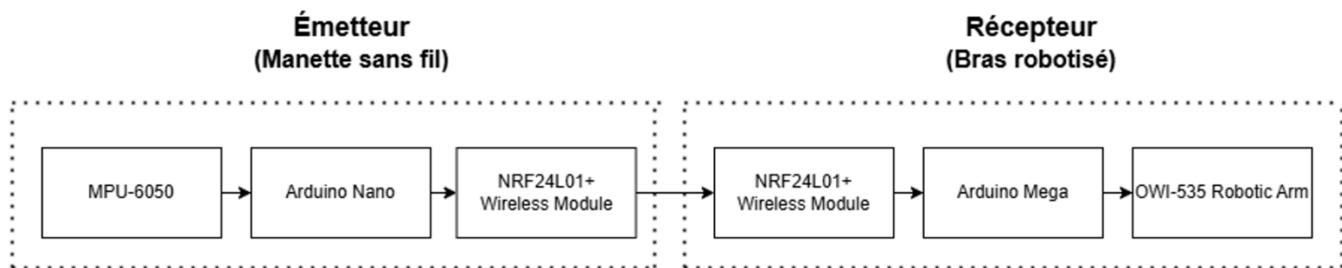 Émetteur
(Manette sans fil)
Récepteur
(Bras robotisé)
MPU-6050
Arduino Nano
NRF24L01+
Wireless Module
NRF24L01+
Wireless Module
Arduino Mega
OWI-535 Robotic Arm